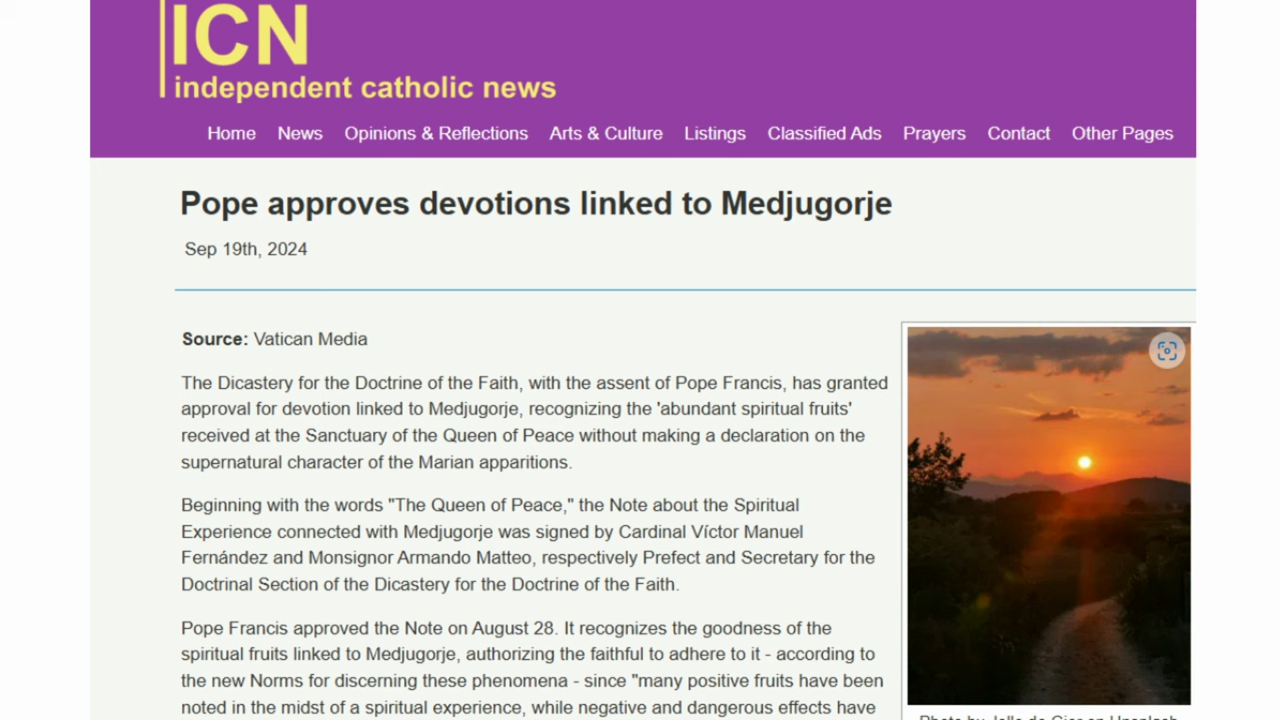 ICN
independent catholic news
Home News Opinions & Reflections Arts & Culture Listings Classified Ads Prayers Contact Other Pages
Pope approves devotions linked to Medjugorje
Sep 19th, 2024
Source: Vatican Media
The Dicastery for the Doctrine of the Faith, with the assent of Pope Francis, has granted
approval for devotion linked to Medjugorje, recognizing the 'abundant spiritual fruits'
received at the Sanctuary of the Queen of Peace without making a declaration on the
supernatural character of the Marian apparitions.
Beginning with the words "The Queen of Peace," the Note about the Spiritual
Experience connected with Medjugorje was signed by Cardinal Víctor Manuel
Fernández and Monsignor Armando Matteo, respectively Prefect and Secretary for the
Doctrinal Section of the Dicastery for the Doctrine of the Faith.
Pope Francis approved the Note on August 28. It recognizes the goodness of the
spiritual fruits linked to Medjugorje, authorizing the faithful to adhere to it - according to
the new Norms for discerning these phenomena - since "many positive fruits have been
noted in the midst of a spiritual experience, while negative and dangerous effects have